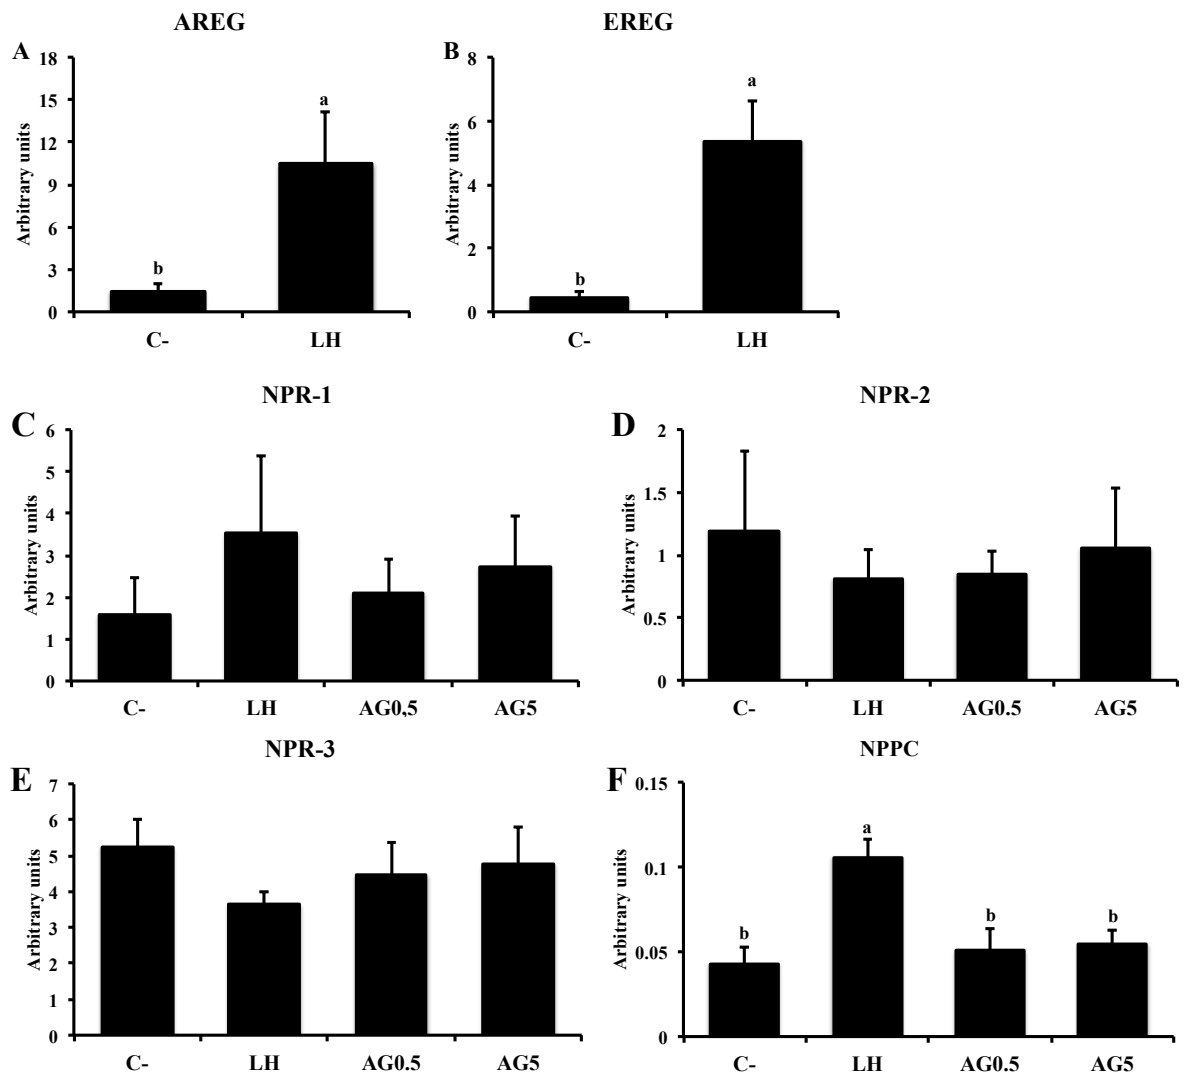 AREG
A
18
15
12
9
6
3
0
Arbitrary units
b
a
C-
LH
EREG
B
8
6
4
2
0
Arbitrary units
b
a
C-
LH
NPR-1
C
6
5
4
3
2
1
0
Arbitrary units
C-
LH
AG0,5
AG5
NPR-2
D
2
1.5
1
0.5
0
Arbitrary units
C-
LH
AG0.5
AG5
NPR-3
E
7
6
5
4
3
2
1
0
Arbitrary units
C-
LH
AG0.5
AG5
NPPC
F
0.15
0.1
0.05
0
Arbitrary units
b
a
b
b
C-
LH
AG0.5
AG5